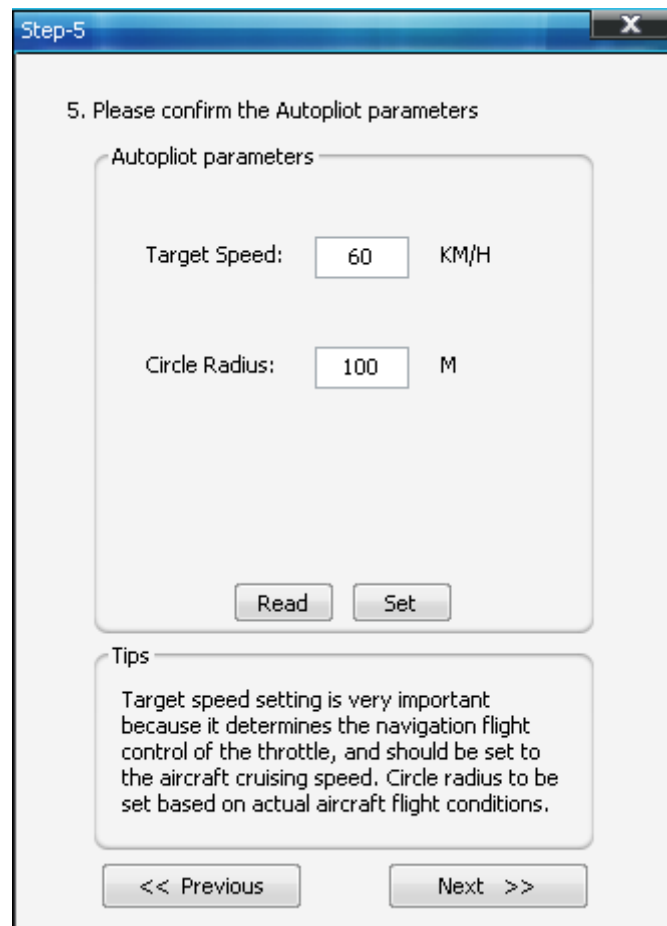 Step-5
X
5. Please confirm the Autopliot parameters
Autopliot parameters
Target Speed: 60 KM/H
Circle Radius: 100 M
Read Set
Tips
Target speed setting is very important
because it determines the navigation flight
control of the throttle, and should be set to
the aircraft cruising speed. Circle radius to be
set based on actual aircraft flight conditions.
<< Previous Next >>